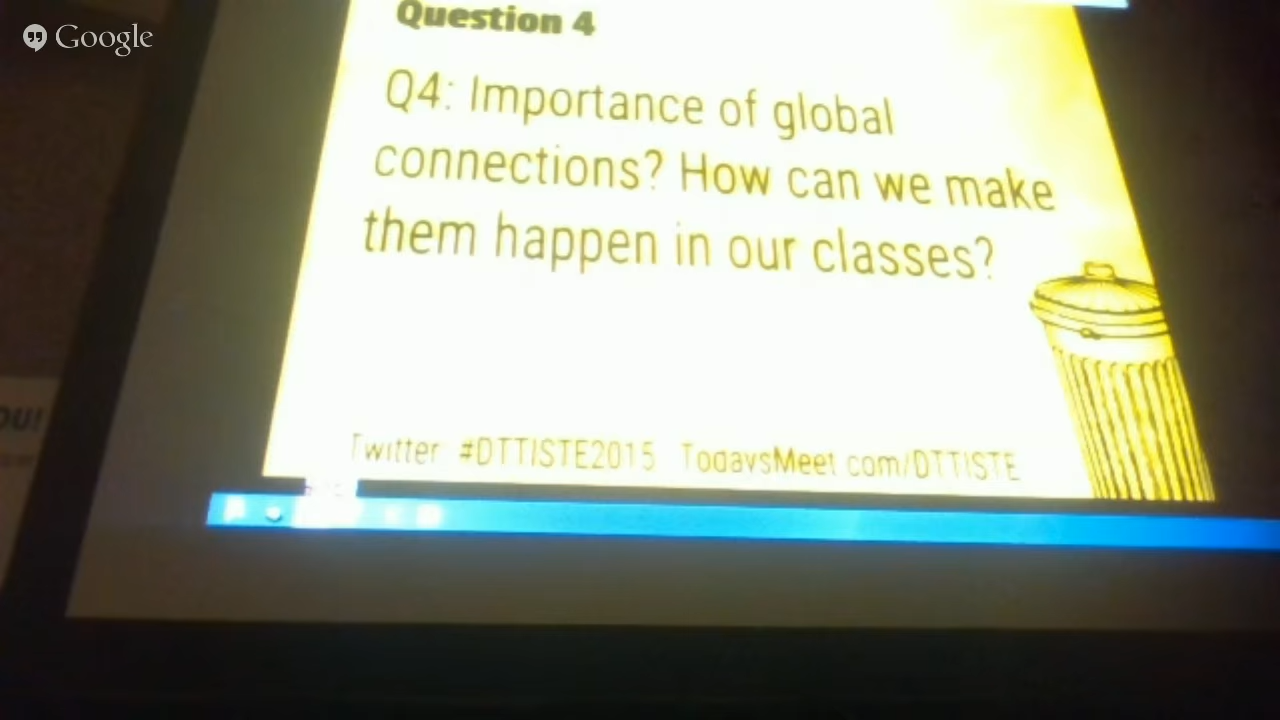 Google
Question 4
Q4: Importance of global
connections? How can we make
them happen in our classes?
Twitter #DTTISTE2015 TodaysMeet com/DTTISTE
OU!